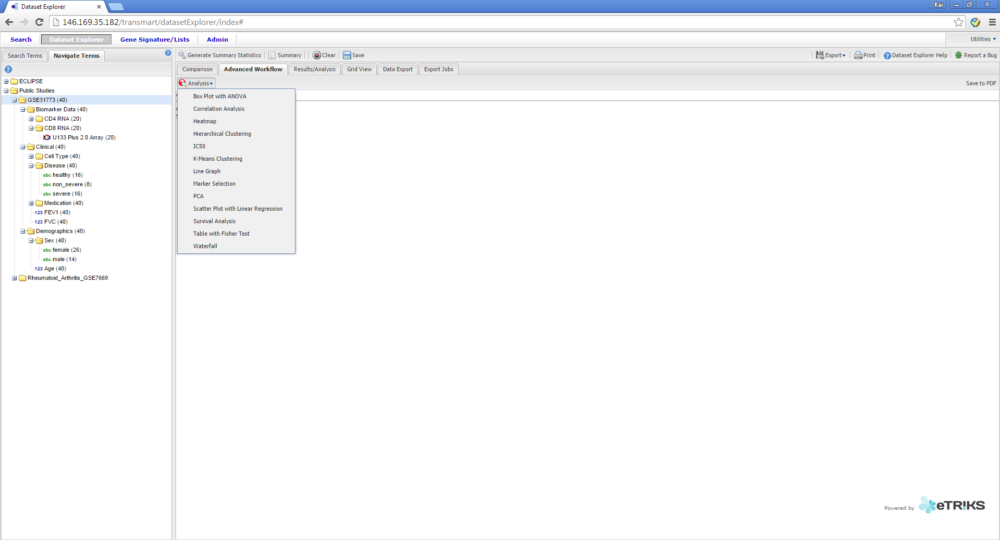 Dataset Explorer
Kai
146.169.35.182/transmart/datasetExplorer/index#
Search Dataset Explorer Gene Signature/Lists Admin Utilities
Search Terms Navigate Terms
Generate Summary Statistics Summary Clear Save Export Print Dataset Explorer Help Report a Bug
Comparison Advanced Workflow Results/Analysis Grid View Data Export Export Jobs
Analysis Save to PDF
ECLIPSE
Public Studies
GSE31773 (40)
Biomarker Data (40)
CD4 RNA (20)
CD8 RNA (20)
U133 Plus 2.0 Array (20)
Clinical (40)
Cell Type (40)
Disease (40)
abc healthy (16)
abc non_severe (8)
abc severe (16)
Medication (40)
123 FEV1 (40)
123 FVC (40)
Demographics (40)
Sex (40)
abc female (26)
abc male (14)
123 Age (40)
Rheumatoid_Arthritis_GSE7669
Box Plot with ANOVA
Correlation Analysis
Heatmap
Hierarchical Clustering
IC50
K-Means Clustering
Line Graph
Marker Selection
PCA
Scatter Plot with Linear Regression
Survival Analysis
Table with Fisher Test
Waterfall
Powered by eTRIKS